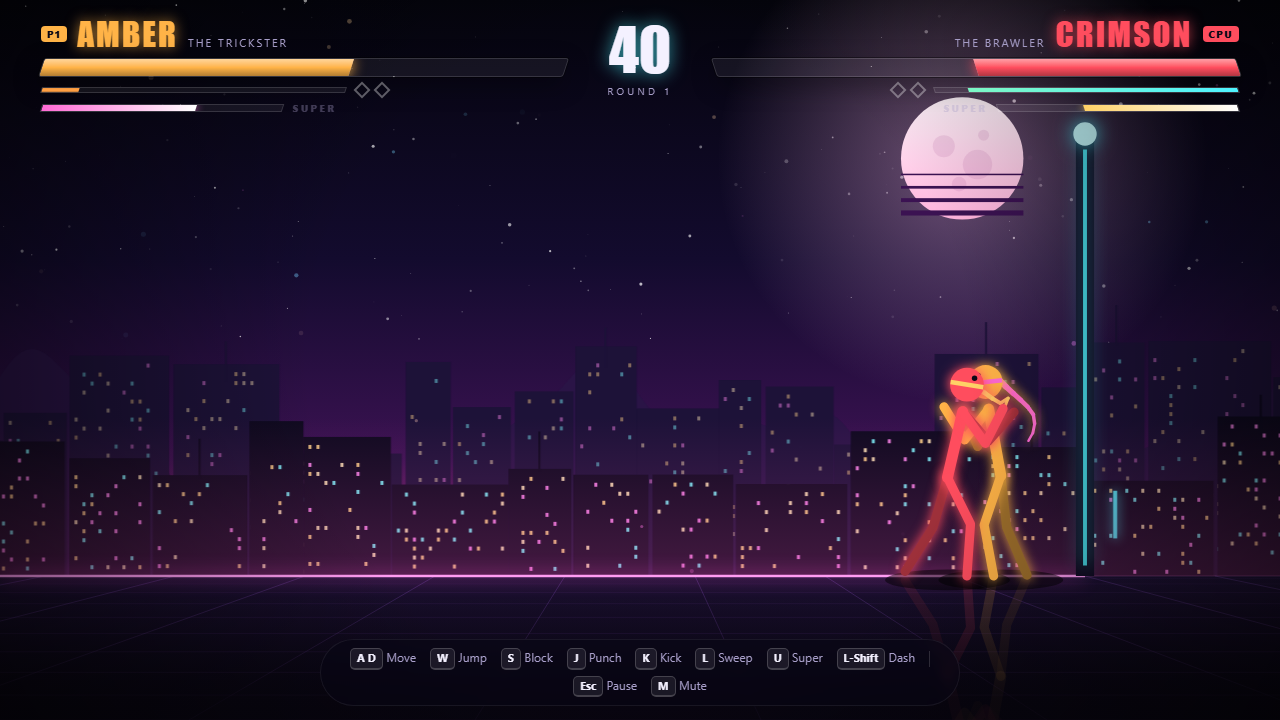 P1 AMBER THE TRICKSTER
40
THE BRAWLER CRIMSON CPU
ROUND 1
SUPER
SUPER
A D Move W Jump S Block J Punch K Kick L Sweep U Super L-Shift Dash
Esc Pause M Mute